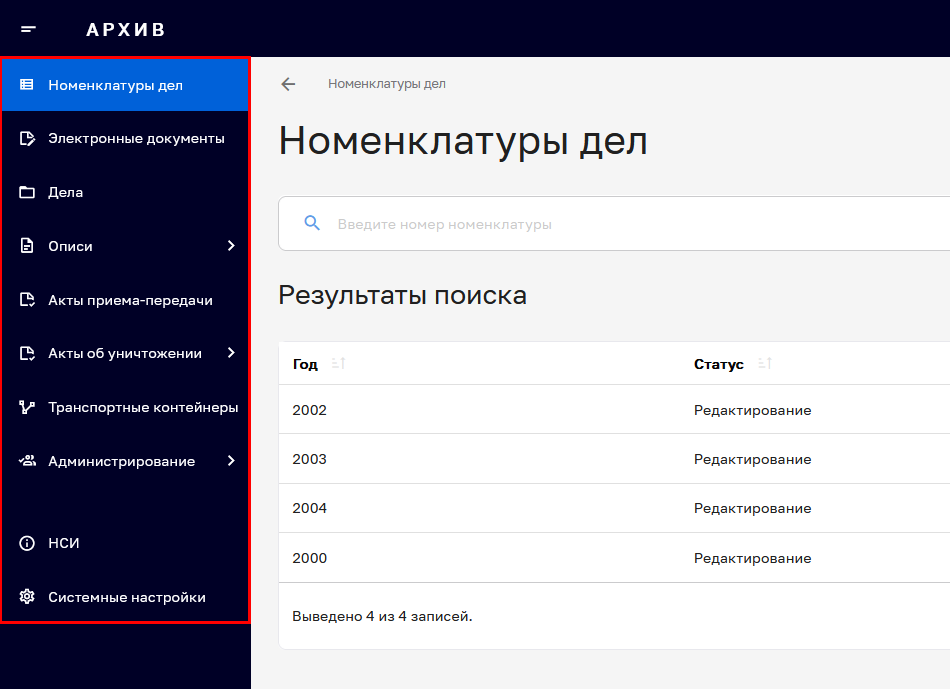 АРХИВ
Номенклатуры дел
Электронные документы
Дела
Описи
Акты приема-передачи
Акты об уничтожении
Транспортные контейнеры
Администрирование
НСИ
Системные настройки
Номенклатуры дел
Номенклатуры дел
Введите номер номенклатуры
Результаты поиска
Год Статус
2002 Редактирование
2003 Редактирование
2004 Редактирование
2000 Редактирование
Выведено 4 из 4 записей.